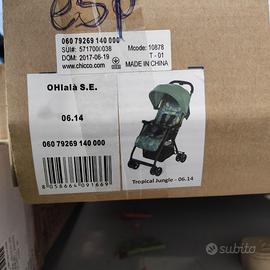 esp
060 79269 140 000
SUI#: 5717000038
DOM: 2017-06-19
www.chicco.com
Mcode: 10878
T - 01
MADE IN CHINA
OHlalà S.E.
06.14
060 79269 140 000
8 058664 091669
Tropical Jungle - 06.14
subito